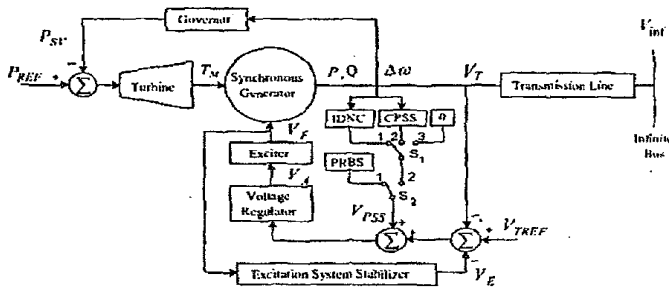 Governor
P_SV
V_inf
P_REF + - Σ
Turbine
T_M
Synchronous
Generator
P, Q
Δω
V_T
Transmission Line
IDNC
CPSS
0
V_F
Exciter
PRBS
1 2 3
S_1
Infinite
Bus
V_A
1 2
S_2
Voltage
Regulator
V_PSS
+ Σ +
- Σ +
V_TREF
-
V_E
Excitation System Stabilizer